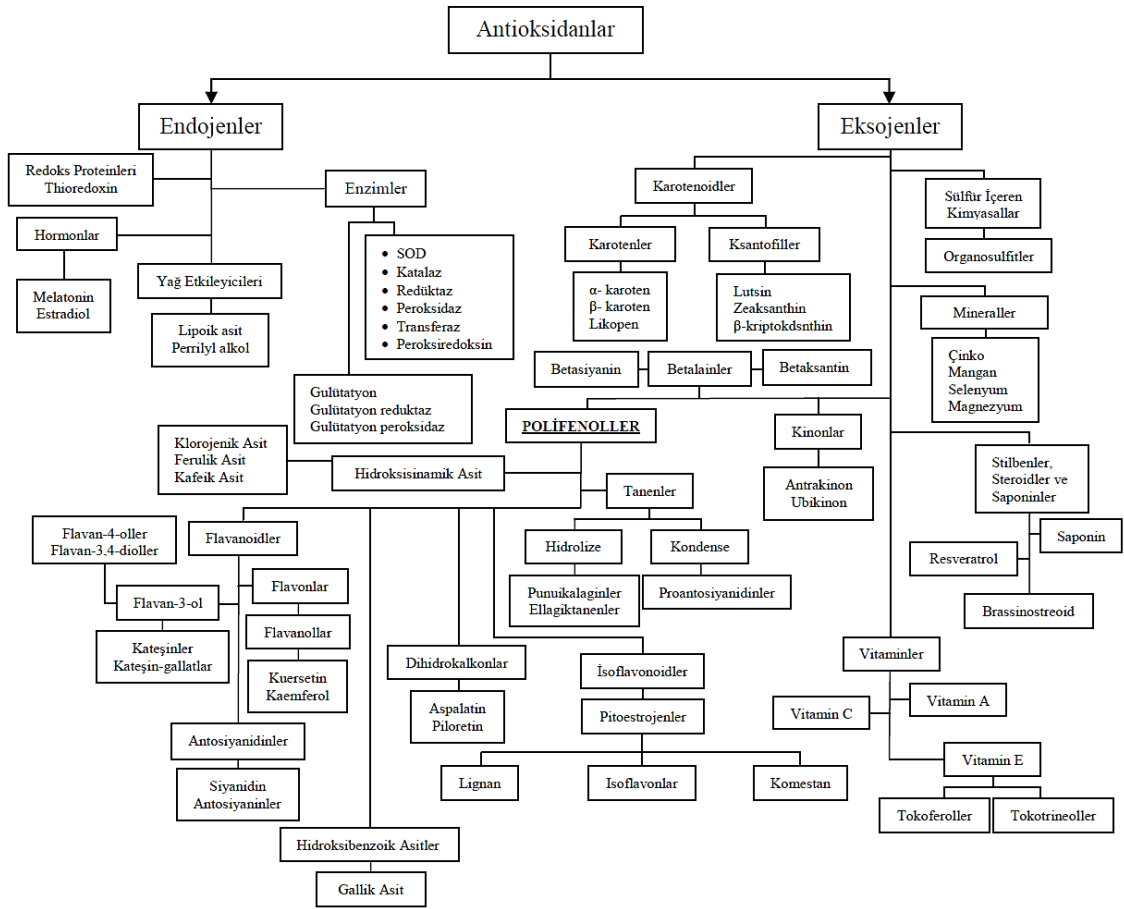 Antioksidanlar
Endojenler
Eksojenler
Redoks Proteinleri
Thioredoxin
Enzimler
Hormonlar
Melatonin
Estradiol
Yağ Etkileyicileri
Lipoik asit
Perrilyl alkol
• SOD
• Katalaz
• Redüktaz
• Peroksidaz
• Transferaz
• Peroksiredoksin
Gulütatyon
Gulütatyon reduktaz
Gulütatyon peroksidaz
Karotenoidler
Karotenler
Ksantofiller
α- karoten
β- karoten
Likopen
Lutsin
Zeaksanthin
β-kriptokdsnthin
Sülfür İçeren
Kimyasallar
Organosulfitler
Mineraller
Çinko
Mangan
Selenyum
Magnezyum
Betasiyanin
Betalainler
Betaksantin
POLİFENOLLER
Kinonlar
Antrakinon
Ubikinon
Stilbenler,
Steroidler ve
Saponinler
Saponin
Resveratrol
Brassinostreoid
Klorojenik Asit
Ferulik Asit
Kafeik Asit
Hidroksisinamik Asit
Tanenler
Hidrolize
Kondense
Punuikalaginler
Ellagiktanenler
Proantosiyanidinler
Flavan-4-oller
Flavan-3,4-dioller
Flavanoidler
Flavan-3-ol
Flavonlar
Kateşinler
Kateşin-gallatlar
Flavanollar
Kuersetin
Kaemferol
Antosiyanidinler
Siyanidin
Antosiyaninler
Dihidrokalkonlar
Aspalatin
Piloretin
İsoflavonoidler
Pitoestrojenler
Lignan
Isoflavonlar
Komestan
Vitaminler
Vitamin C
Vitamin A
Vitamin E
Tokoferoller
Tokotrineoller
Hidroksibenzoik Asitler
Gallik Asit